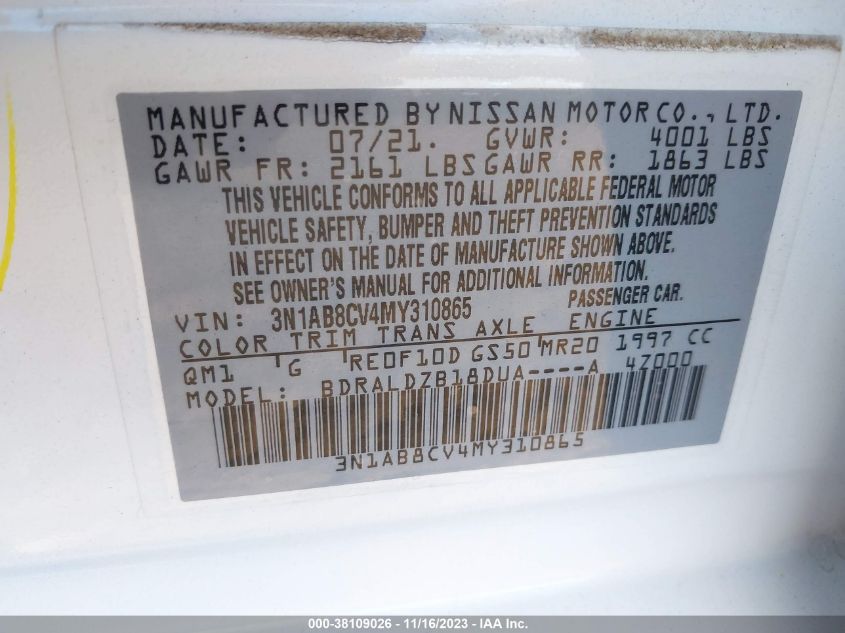 MANUFACTURED BY NISSAN MOTOR CO., LTD.
DATE: 07/21. GVWR: 4001 LBS
GAWR FR: 2161 LBS GAWR RR: 1863 LBS
THIS VEHICLE CONFORMS TO ALL APPLICABLE FEDERAL MOTOR
VEHICLE SAFETY, BUMPER AND THEFT PREVENTION STANDARDS
IN EFFECT ON THE DATE OF MANUFACTURE SHOWN ABOVE.
SEE OWNER'S MANUAL FOR ADDITIONAL INFORMATION.
VIN: 3N1AB8CV4MY310865 PASSENGER CAR.
COLOR TRIM TRANS AXLE ENGINE
QM1 G RE0F10D GS50 MR20 1997 CC
MODEL: BDRALDZB18DUA----A 4Z000
3N1AB8CV4MY310865
000-38109026 - 11/16/2023 - IAA Inc.